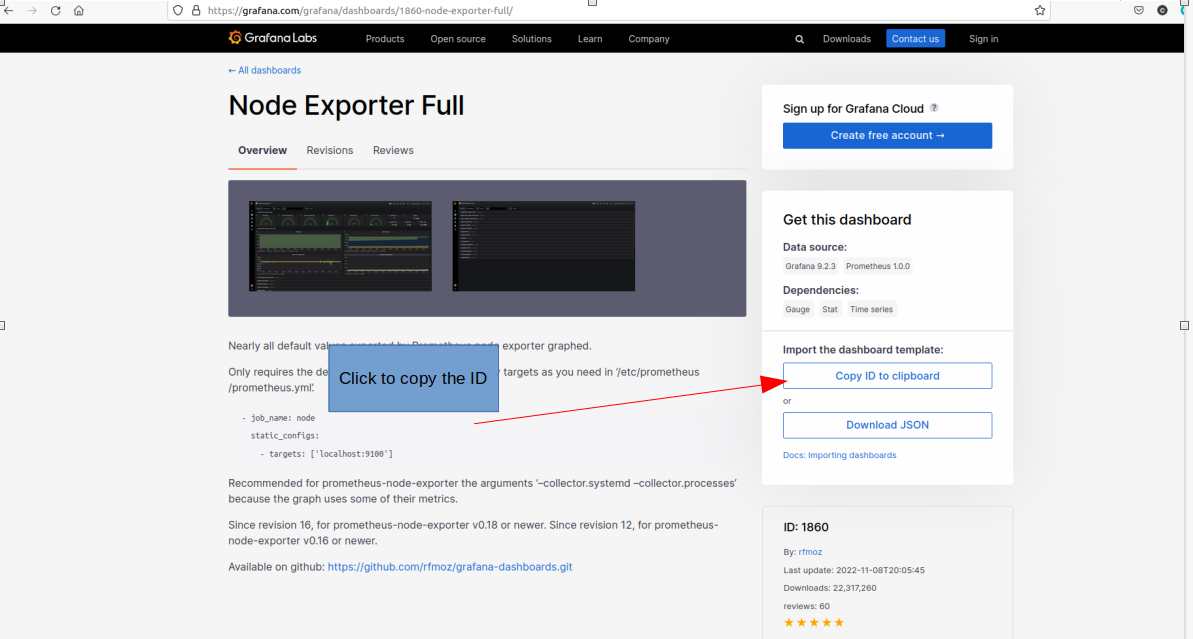 https://grafana.com/grafana/dashboards/1860-node-exporter-full/
Grafana Labs
Products
Open source
Solutions
Learn
Company
Downloads
Contact us
Sign in
← All dashboards
Node Exporter Full
Overview
Revisions
Reviews
Nearly all default values exported by Prometheus node exporter graphed.
Only requires the de
y targets as you need in '/etc/prometheus
/prometheus.yml'.
Click to copy the ID
- job_name: node
static_configs:
- targets: ['localhost:9100']
Recommended for prometheus-node-exporter the arguments '–collector.systemd –collector.processes'
because the graph uses some of their metrics.
Since revision 16, for prometheus-node-exporter v0.18 or newer. Since revision 12, for prometheus-
node-exporter v0.16 or newer.
Available on github: https://github.com/rfmoz/grafana-dashboards.git
Sign up for Grafana Cloud ?
Create free account →
Get this dashboard
Data source:
Grafana 9.2.3 Prometheus 1.0.0
Dependencies:
Gauge Stat Time series
Import the dashboard template:
Copy ID to clipboard
or
Download JSON
Docs: Importing dashboards
ID: 1860
By: rfmoz
Last update: 2022-11-08T20:05:45
Downloads: 22,317,260
reviews: 60